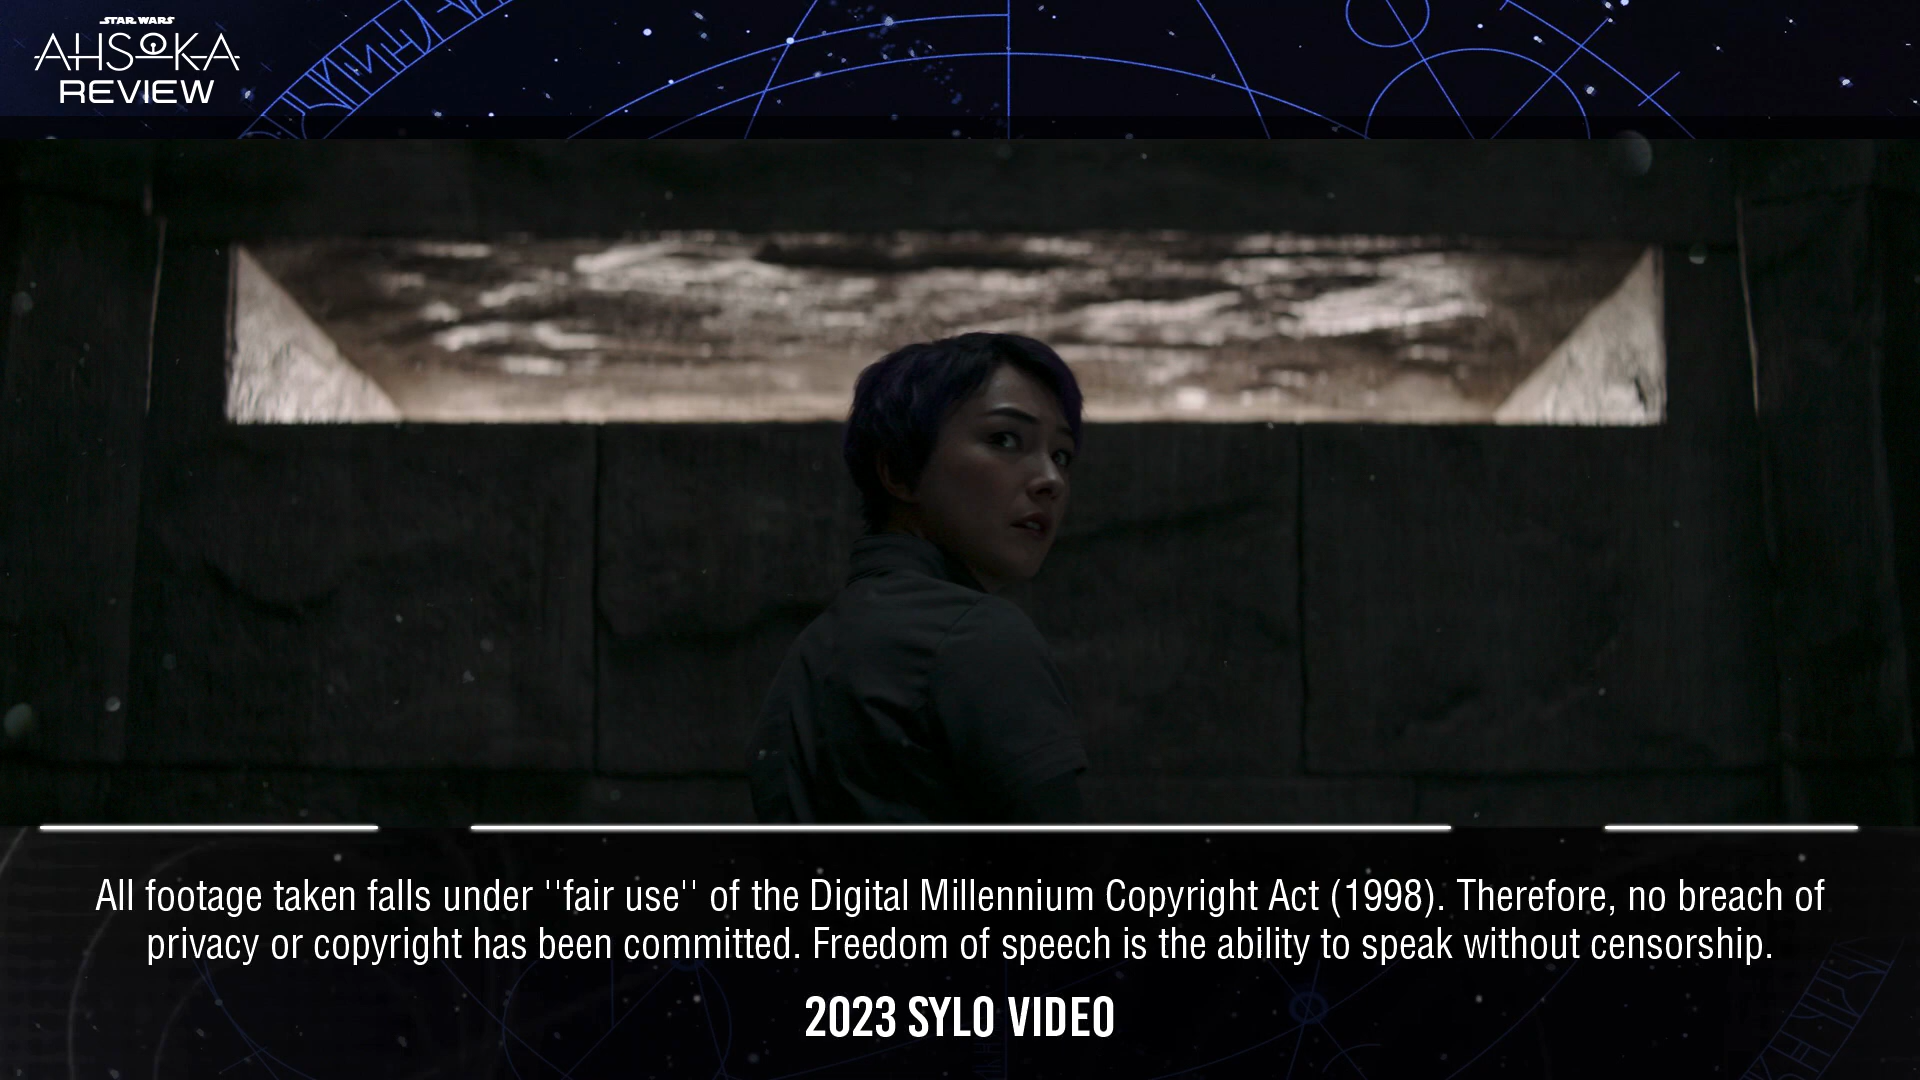 STAR WARS
AHSOKA
REVIEW
All footage taken falls under ''fair use'' of the Digital Millennium Copyright Act (1998). Therefore, no breach of
privacy or copyright has been committed. Freedom of speech is the ability to speak without censorship.
2023 SYLO VIDEO